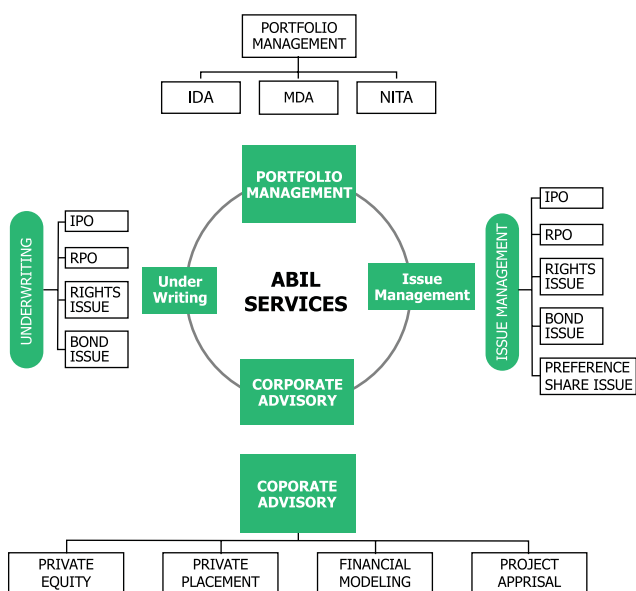 PORTFOLIO
MANAGEMENT
IDA
MDA
NITA
PORTFOLIO
MANAGEMENT
UNDERWRITING
IPO
RPO
RIGHTS
ISSUE
BOND
ISSUE
Under
Writing
ABIL
SERVICES
Issue
Management
ISSUE MANAGEMENT
IPO
RPO
RIGHTS
ISSUE
BOND
ISSUE
PREFERENCE
SHARE ISSUE
CORPORATE
ADVISORY
COPORATE
ADVISORY
PRIVATE
EQUITY
PRIVATE
PLACEMENT
FINANCIAL
MODELING
PROJECT
APPRISAL